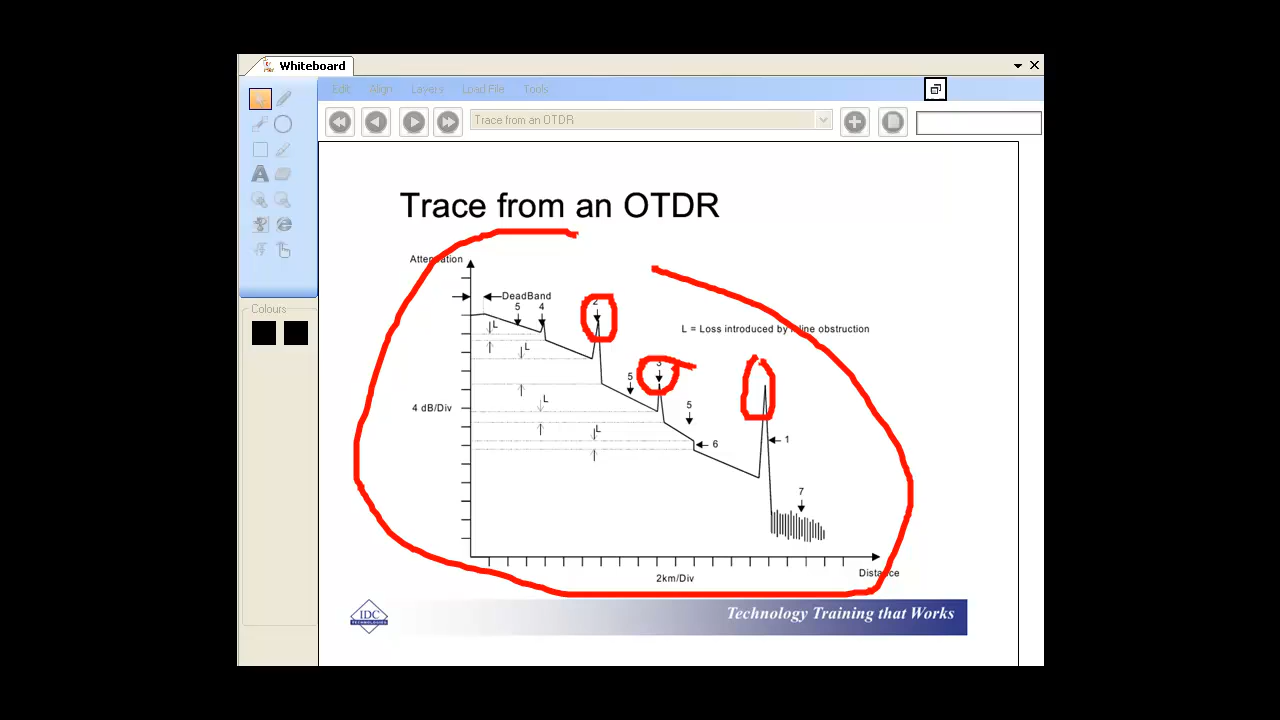 Whiteboard
Edit Align Layers Load File Tools
Trace from an OTDR
Colours
Trace from an OTDR
Attenuation
DeadBand
5 4 2
L
L = Loss introduced by inline obstruction
L
3
5
L
5
4 dB/Div
L
6
1
7
Distance
2km/Div
IDC
TECHNOLOGIES
Technology Training that Works